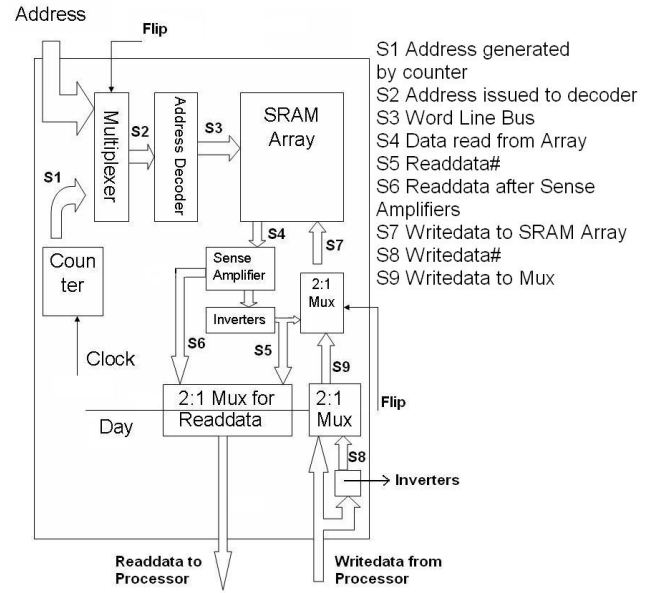 Address
Flip
Multiplexer
S2
Address Decoder
S3
SRAM
Array
S1
S4
S7
Coun
ter
Sense
Amplifier
2:1
Mux
Inverters
S6
S5
S9
Clock
2:1 Mux for
Readdata
2:1
Mux
Flip
Day
S8
Inverters
Readdata to
Processor
Writedata from
Processor
S1 Address generated
by counter
S2 Address issued to decoder
S3 Word Line Bus
S4 Data read from Array
S5 Readdata#
S6 Readdata after Sense
Amplifiers
S7 Writedata to SRAM Array
S8 Writedata#
S9 Writedata to Mux